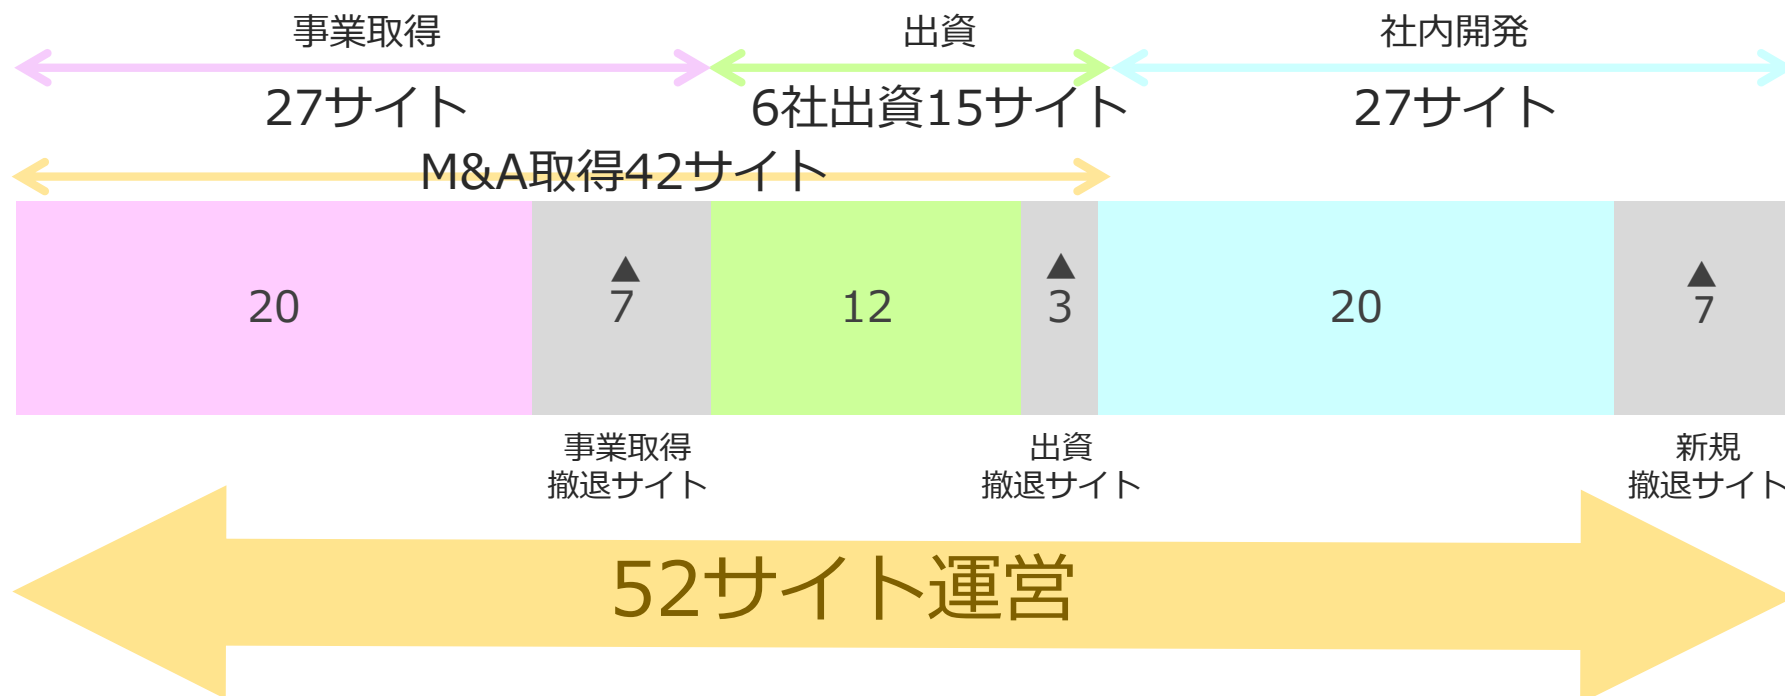 事業取得
出資
社内開発
27サイト
6社出資15サイト
27サイト
M&A取得42サイト
20
▲
7
12
▲
3
20
▲
7
事業取得
撤退サイト
出資
撤退サイト
新規
撤退サイト
52サイト運営